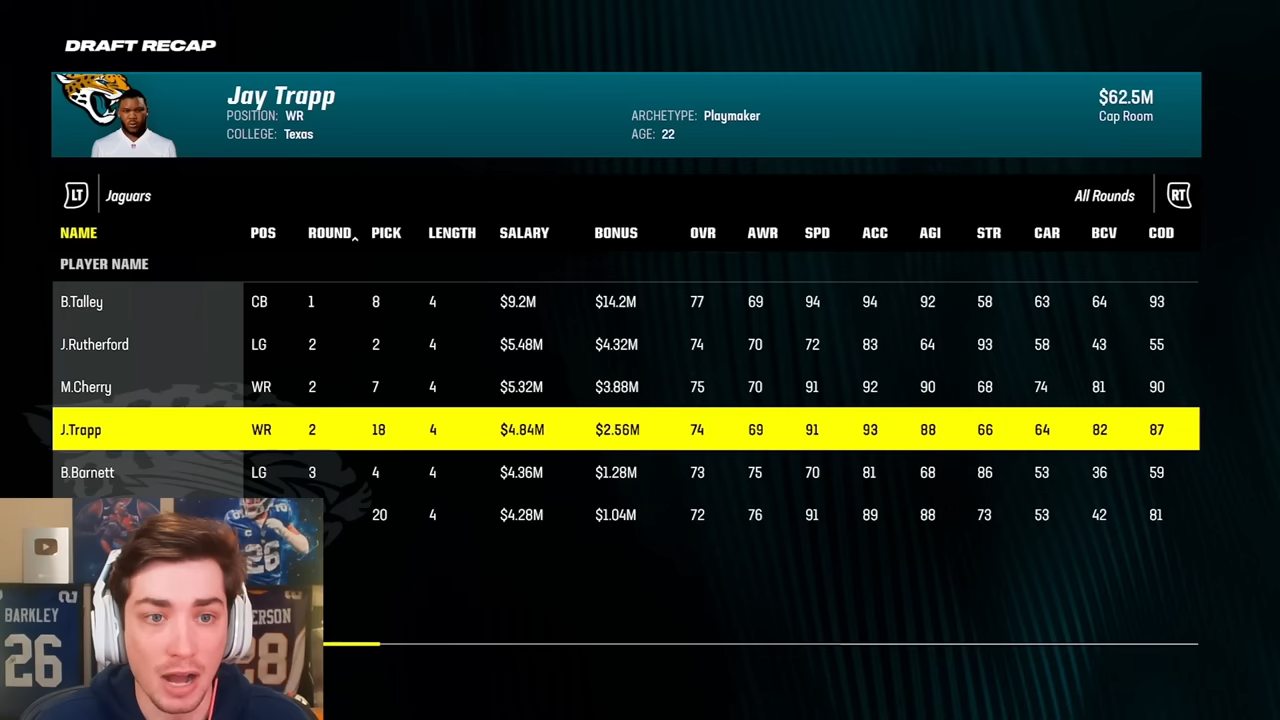 DRAFT RECAP
Jay Trapp
POSITION: WR
COLLEGE: Texas
ARCHETYPE: Playmaker
AGE: 22
$62.5M
Cap Room
LT Jaguars All Rounds RT
NAME POS ROUND PICK LENGTH SALARY BONUS OVR AWR SPD ACC AGI STR CAR BCV COD
PLAYER NAME
B.Talley CB 1 8 4 $9.2M $14.2M 77 69 94 94 92 58 63 64 93
J.Rutherford LG 2 2 4 $5.48M $4.32M 74 70 72 83 64 93 58 43 55
M.Cherry WR 2 7 4 $5.32M $3.88M 75 70 91 92 90 68 74 81 90
J.Trapp WR 2 18 4 $4.84M $2.56M 74 69 91 93 88 66 64 82 87
B.Barnett LG 3 4 4 $4.36M $1.28M 73 75 70 81 68 86 53 36 59
20 4 $4.28M $1.04M 72 76 91 89 88 73 53 42 81
26
BARKLEY
26
ERSON
28